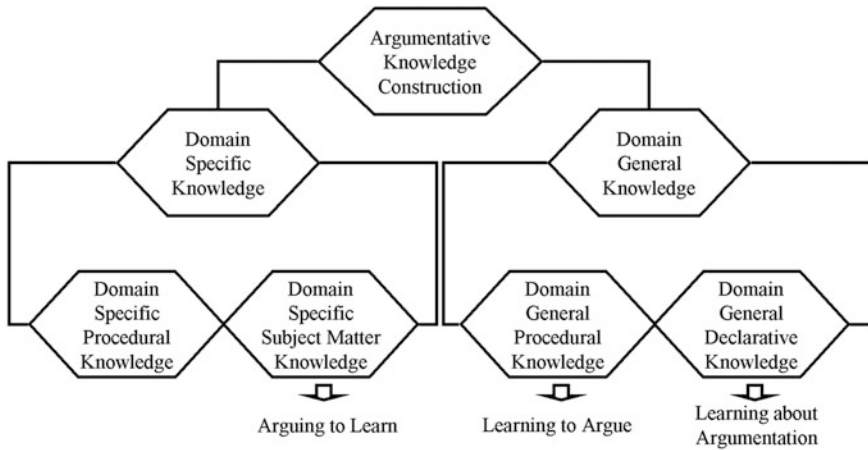 Argumentative
Knowledge
Construction
Domain
Specific
Knowledge
Domain
General
Knowledge
Domain
Specific
Procedural
Knowledge
Domain
Specific
Subject Matter
Knowledge
Domain
General
Procedural
Knowledge
Domain
General
Declarative
Knowledge
Arguing to Learn
Learning to Argue
Learning about
Argumentation